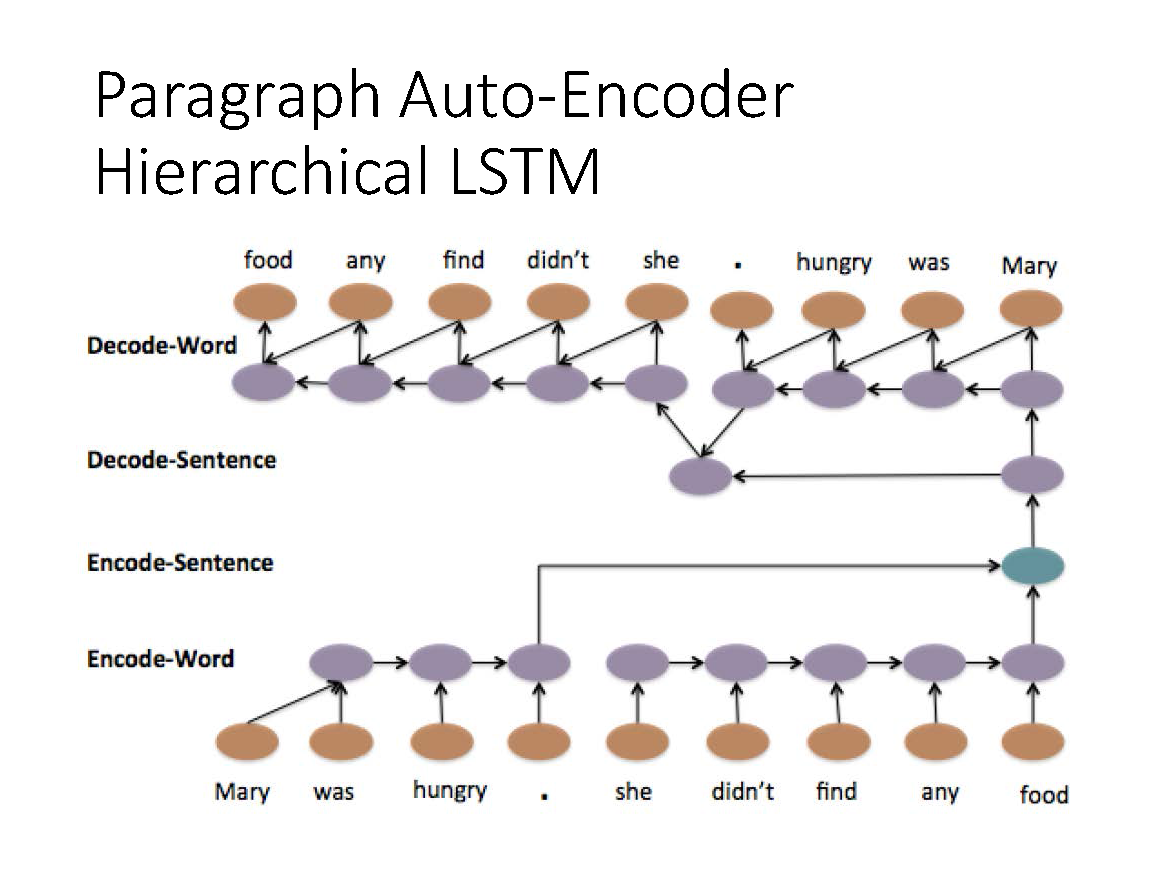 Paragraph Auto-Encoder
Hierarchical LSTM
food any find didn't she . hungry was Mary
Decode-Word
Decode-Sentence
Encode-Sentence
Encode-Word
Mary was hungry . she didn't find any food